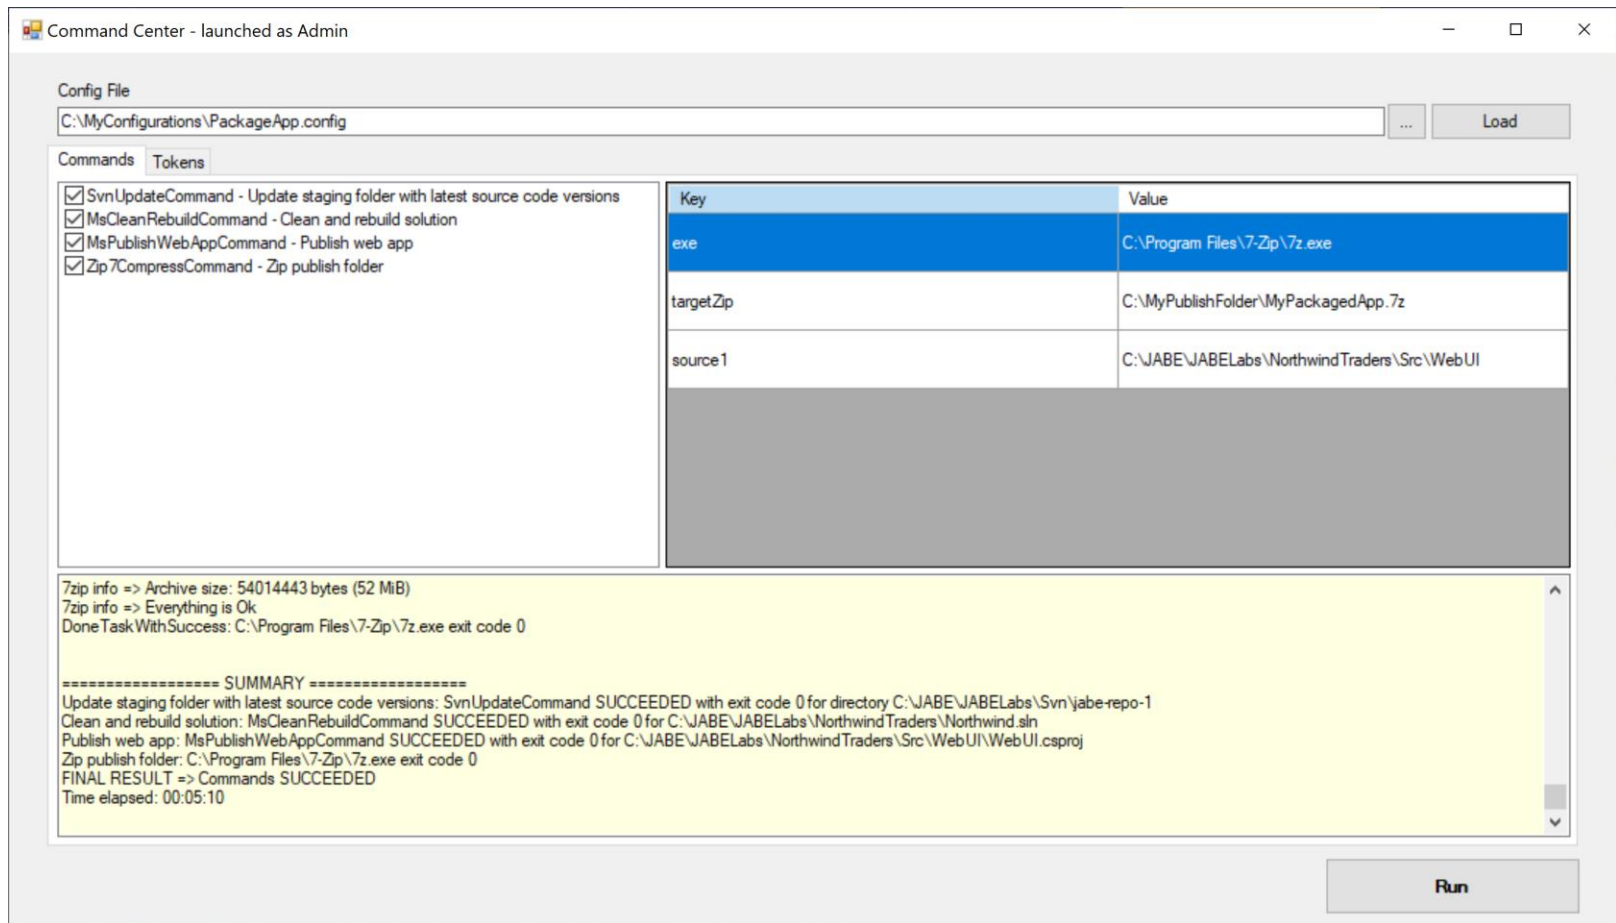 Command Center - launched as Admin
Config File
C:\MyConfigurations\PackageApp.config
...
Load
Commands
Tokens
SvnUpdateCommand - Update staging folder with latest source code versions
MsCleanRebuildCommand - Clean and rebuild solution
MsPublishWebAppCommand - Publish web app
Zip7CompressCommand - Zip publish folder
Key Value
exe C:\Program Files\7-Zip\7z.exe
targetZip C:\MyPublishFolder\MyPackagedApp.7z
source1 C:\JABE\JABELabs\NorthwindTraders\Src\WebUI
7zip info => Archive size: 54014443 bytes (52 MiB)
7zip info => Everything is Ok
DoneTaskWithSuccess: C:\Program Files\7-Zip\7z.exe exit code 0
================== SUMMARY ==================
Update staging folder with latest source code versions: SvnUpdateCommand SUCCEEDED with exit code 0 for directory C:\JABE\JABELabs\Svn\jabe-repo-1
Clean and rebuild solution: MsCleanRebuildCommand SUCCEEDED with exit code 0 for C:\JABE\JABELabs\NorthwindTraders\Northwind.sln
Publish web app: MsPublishWebAppCommand SUCCEEDED with exit code 0 for C:\JABE\JABELabs\NorthwindTraders\Src\WebUI\WebUI.csproj
Zip publish folder: C:\Program Files\7-Zip\7z.exe exit code 0
FINAL RESULT => Commands SUCCEEDED
Time elapsed: 00:05:10
Run